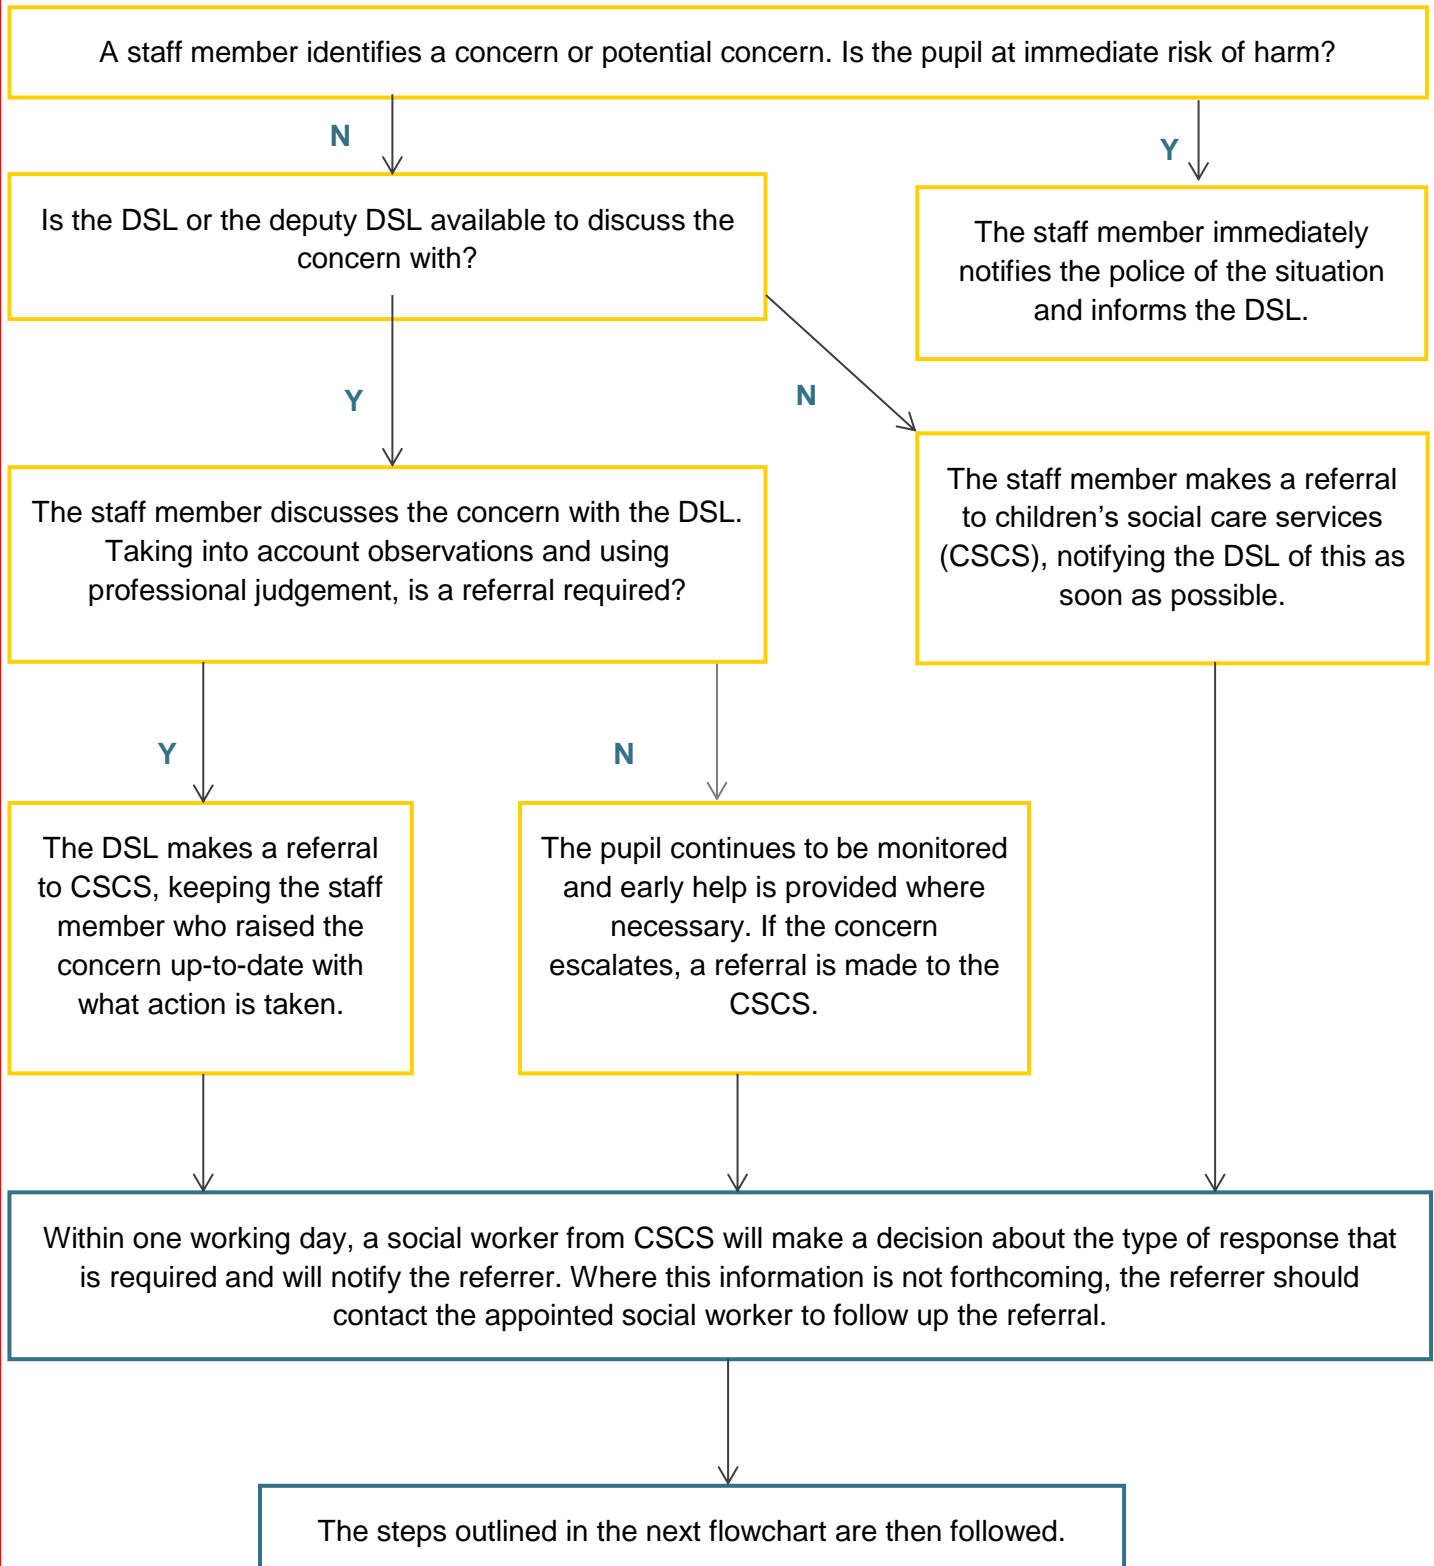 A staff member identifies a concern or potential concern. Is the pupil at immediate risk of harm?
N
Y
Is the DSL or the deputy DSL available to discuss the
concern with?
The staff member immediately
notifies the police of the situation
and informs the DSL.
Y
N
The staff member discusses the concern with the DSL.
Taking into account observations and using
professional judgement, is a referral required?
The staff member makes a referral
to children’s social care services
(CSCS), notifying the DSL of this as
soon as possible.
Y
N
The DSL makes a referral
to CSCS, keeping the staff
member who raised the
concern up-to-date with
what action is taken.
The pupil continues to be monitored
and early help is provided where
necessary. If the concern
escalates, a referral is made to the
CSCS.
Within one working day, a social worker from CSCS will make a decision about the type of response that
is required and will notify the referrer. Where this information is not forthcoming, the referrer should
contact the appointed social worker to follow up the referral.
The steps outlined in the next flowchart are then followed.